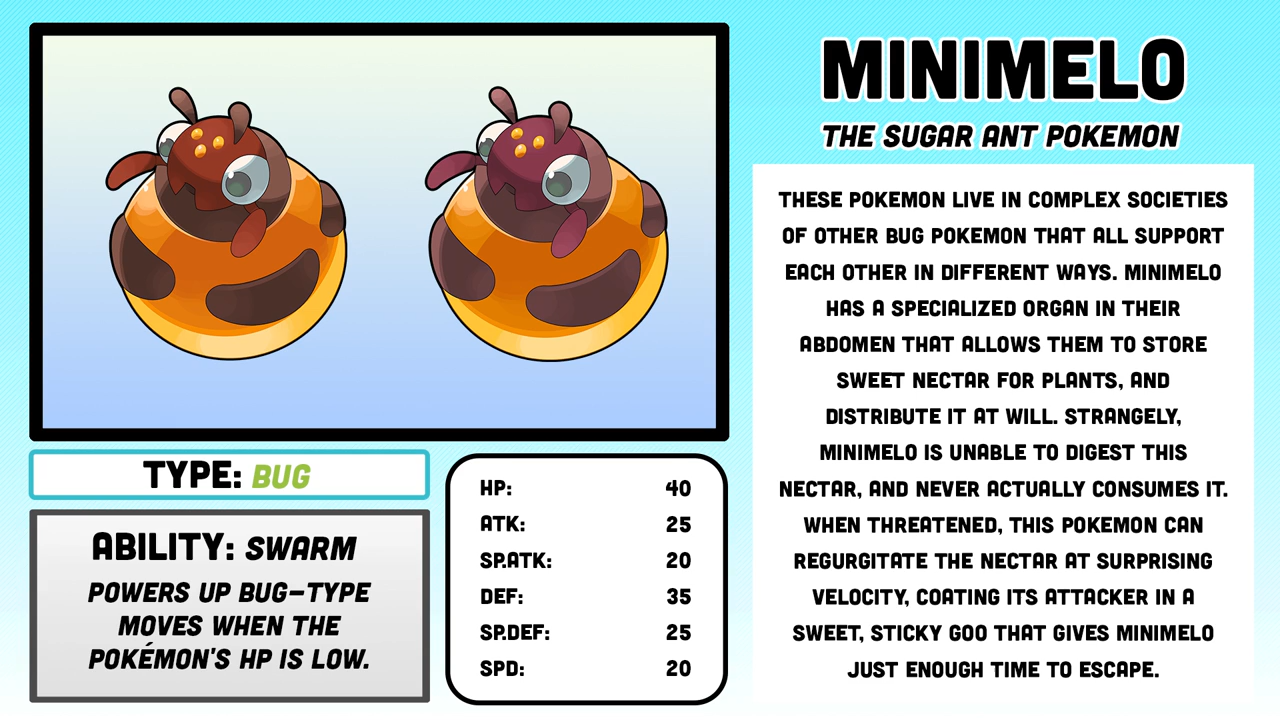 MINIMELO
THE SUGAR ANT POKEMON
THESE POKEMON LIVE IN COMPLEX SOCIETIES
OF OTHER BUG POKEMON THAT ALL SUPPORT
EACH OTHER IN DIFFERENT WAYS. MINIMELO
HAS A SPECIALIZED ORGAN IN THEIR
ABDOMEN THAT ALLOWS THEM TO STORE
SWEET NECTAR FOR PLANTS, AND
DISTRIBUTE IT AT WILL. STRANGELY,
MINIMELO IS UNABLE TO DIGEST THIS
NECTAR, AND NEVER ACTUALLY CONSUMES IT.
WHEN THREATENED, THIS POKEMON CAN
REGURGITATE THE NECTAR AT SURPRISING
VELOCITY, COATING ITS ATTACKER IN A
SWEET, STICKY GOO THAT GIVES MINIMELO
JUST ENOUGH TIME TO ESCAPE.
TYPE: BUG
ABILITY: SWARM
POWERS UP BUG-TYPE
MOVES WHEN THE
POKÉMON'S HP IS LOW.
HP: 40
ATK: 25
SP.ATK: 20
DEF: 35
SP.DEF: 25
SPD: 20